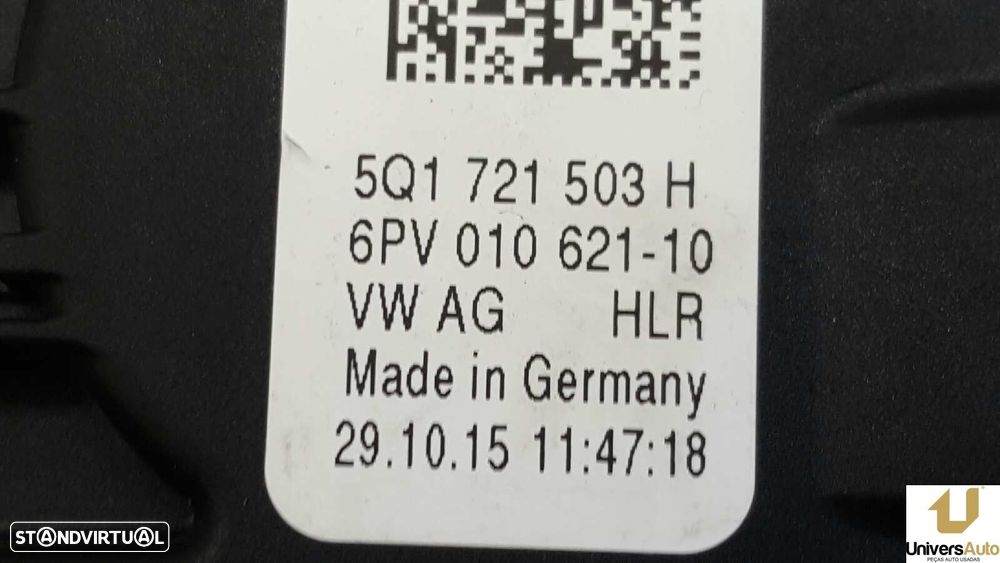 5Q1 721 503 H
6PV 010 621-10
VW AG HLR
Made in Germany
29.10.15 11:47:18
STANDVIRTUAL
UniversAuto
PEÇAS AUTO USADAS